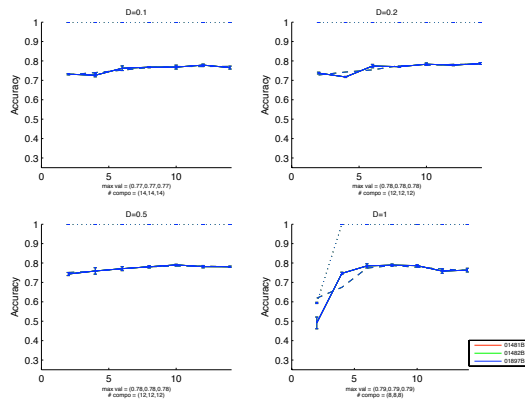 D=0.1
1
0.9
0.8
0.7
0.6
0.5
0.4
0.3
Accuracy
0 5 10
max val = (0.77,0.77,0.77)
# compo = (14,14,14)
D=0.2
1
0.9
0.8
0.7
0.6
0.5
0.4
0.3
Accuracy
0 5 10
max val = (0.78,0.78,0.78)
# compo = (12,12,12)
D=0.5
1
0.9
0.8
0.7
0.6
0.5
0.4
0.3
Accuracy
0 5 10
max val = (0.78,0.78,0.78)
# compo = (12,12,12)
D=1
1
0.9
0.8
0.7
0.6
0.5
0.4
0.3
Accuracy
0 5 10
max val = (0.79,0.79,0.79)
# compo = (8,8,8)
01481B
01482B
01897B